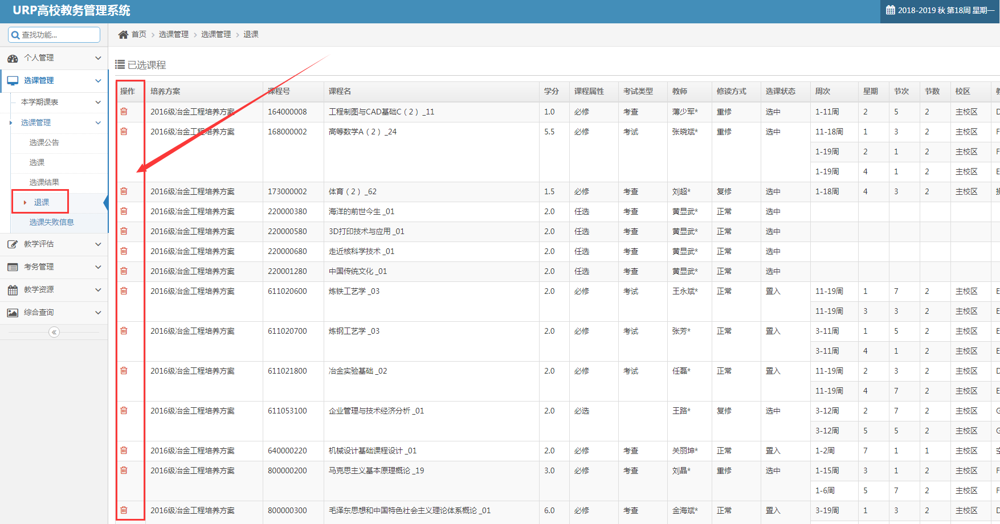 URP高校教务管理系统
2018-2019 秋 第18周 星期一
查找功能...
首页 > 选课管理 > 选课管理 > 退课
个人管理
选课管理
本学期课表
选课管理
选课公告
选课
选课结果
退课
选课失败信息
教学评估
考务管理
教学资源
综合查询
已选课程
操作 培养方案 课程号 课程名 学分 课程属性 考试类型 教师 修读方式 选课状态 周次 星期 节次 节数 校区
2016级冶金工程培养方案 164000008 工程制图与CAD基础C（2）_11 1.0 必修 考查 薄少军* 重修 选中 1-11周 2 5 2 主校区
2016级冶金工程培养方案 168000002 高等数学A（2）_24 5.5 必修 考试 张晓斌* 重修 选中 11-18周 1 3 2 主校区 F
1-19周 2 1 2 主校区 F
1-19周 4 1 2 主校区 E
2016级冶金工程培养方案 173000002 体育（2）_62 1.5 必修 考查 刘超* 复修 选中 1-18周 4 3 2 主校区
2016级冶金工程培养方案 220000380 海洋的前世今生 _01 2.0 任选 考查 黄显武* 正常 选中
2016级冶金工程培养方案 220000580 3D打印技术与应用 _01 2.0 任选 考查 黄显武* 正常 选中
2016级冶金工程培养方案 220000680 走近核科学技术 _01 2.0 任选 考查 黄显武* 正常 选中
2016级冶金工程培养方案 220001280 中国传统文化 _01 2.0 任选 考查 黄显武* 正常 选中
2016级冶金工程培养方案 611020600 炼铁工艺学 _03 2.0 必修 考试 王永斌* 正常 置入 11-19周 1 7 2 主校区 E
11-19周 3 3 2 主校区 E
2016级冶金工程培养方案 611020700 炼钢工艺学 _03 2.0 必修 考试 张芳* 正常 置入 3-11周 1 5 2 主校区 E
3-11周 4 1 2 主校区 E
2016级冶金工程培养方案 611021800 冶金实验基础 _02 2.0 必修 考试 任磊* 正常 置入 11-19周 2 3 2 主校区
11-19周 4 7 2 主校区 E
2016级冶金工程培养方案 611053100 企业管理与技术经济分析 _01 2.0 必选 王路* 复修 选中 3-12周 2 7 2 主校区
3-12周 5 5 2 主校区
2016级冶金工程培养方案 640000220 机械设计基础课程设计 _01 2.0 必修 考查 关丽坤* 正常 置入 1-2周 7 1 1 主校区
2016级冶金工程培养方案 800000200 马克思主义基本原理概论 _19 3.0 必修 考查 刘晶* 重修 选中 1-15周 3 1 2 主校区 F
1-6周 5 7 2 主校区 F
2016级冶金工程培养方案 800000300 毛泽东思想和中国特色社会主义理论体系概论 _01 6.0 必修 考查 金海斌* 正常 置入 3-19周 1 3 2 主校区